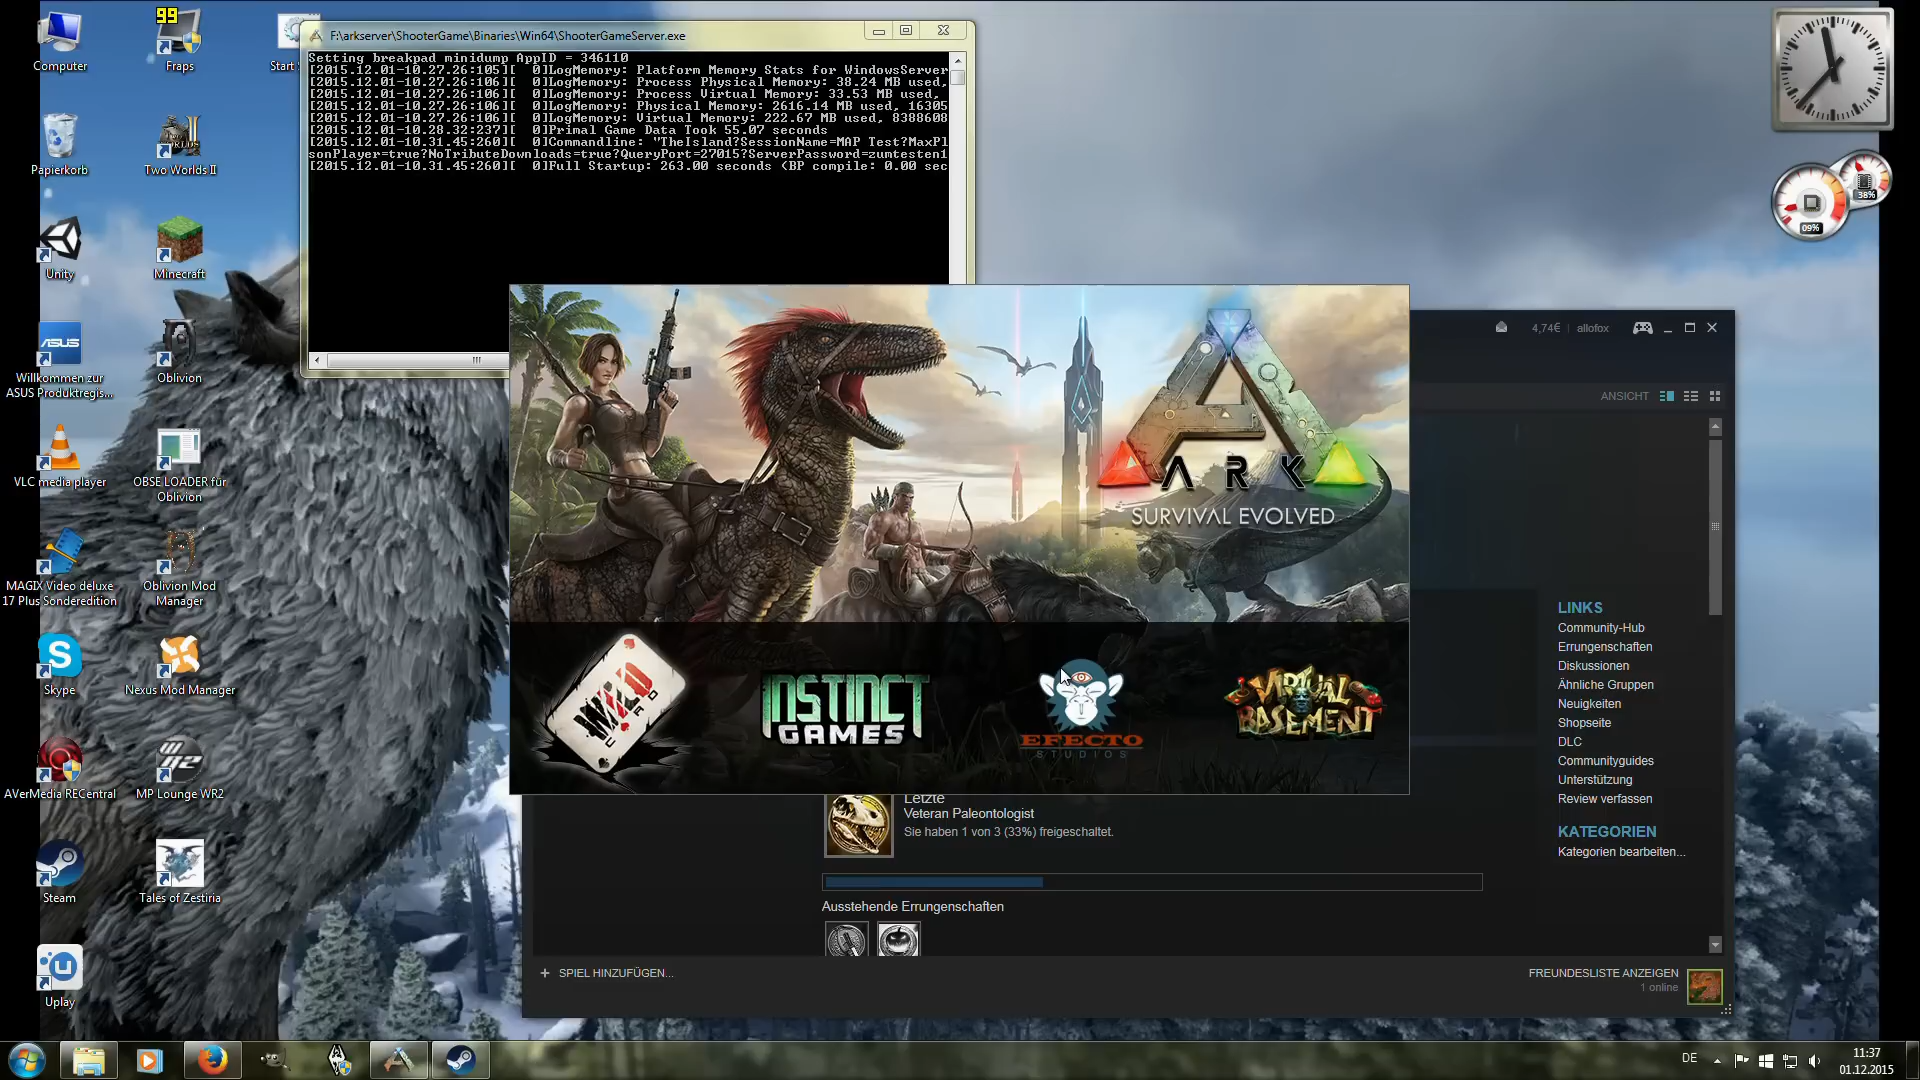 Computer
99
Fraps
Start
Papierkorb
Two Worlds II
Unity
Minecraft
ASUS
Willkommen zur
ASUS Produktregis...
Oblivion
VLC media player
OBSE LOADER für
Oblivion
MAGIX Video deluxe
17 Plus Sonderedition
Oblivion Mod
Manager
Skype
Nexus Mod Manager
AVerMedia RECentral
MP Lounge WR2
Steam
Tales of Zestiria
Uplay
F:\arkserver\ShooterGame\Binaries\Win64\ShooterGameServer.exe
Setting breakpad minidump AppID = 346110
[2015.12.01-10.27.26:105][  0]LogMemory: Platform Memory Stats for WindowsServer
[2015.12.01-10.27.26:106][  0]LogMemory: Process Physical Memory: 38.24 MB used,
[2015.12.01-10.27.26:106][  0]LogMemory: Process Virtual Memory: 33.53 MB used,
[2015.12.01-10.27.26:106][  0]LogMemory: Physical Memory: 2616.14 MB used, 16305
[2015.12.01-10.27.26:106][  0]LogMemory: Virtual Memory: 222.67 MB used, 8388608
[2015.12.01-10.28.32:237][  0]Primal Game Data Took 55.07 seconds
[2015.12.01-10.31.45:260][  0]Commandline: "TheIsland?SessionName=MAP Test?MaxPl
sonPlayer=true?NoTributeDownloads=true?QueryPort=27015?ServerPassword=zumtesten1
[2015.12.01-10.31.45:260][  0]Full Startup: 263.00 seconds <BP compile: 0.00 sec
38%
09%
ARK
SURVIVAL EVOLVED
WILD
CARD
INSTINCT
GAMES
EFECTO
STUDIOS
VIRTUAL
BASEMENT
4,74€ | allofox
ANSICHT
LINKS
Community-Hub
Errungenschaften
Diskussionen
Ähnliche Gruppen
Neuigkeiten
Shopseite
DLC
Communityguides
Unterstützung
Review verfassen
KATEGORIEN
Kategorien bearbeiten...
Letzte
Veteran Paleontologist
Sie haben 1 von 3 (33%) freigeschaltet.
Ausstehende Errungenschaften
+ SPIEL HINZUFÜGEN...
FREUNDESLISTE ANZEIGEN
1 online
DE
11:37
01.12.2015